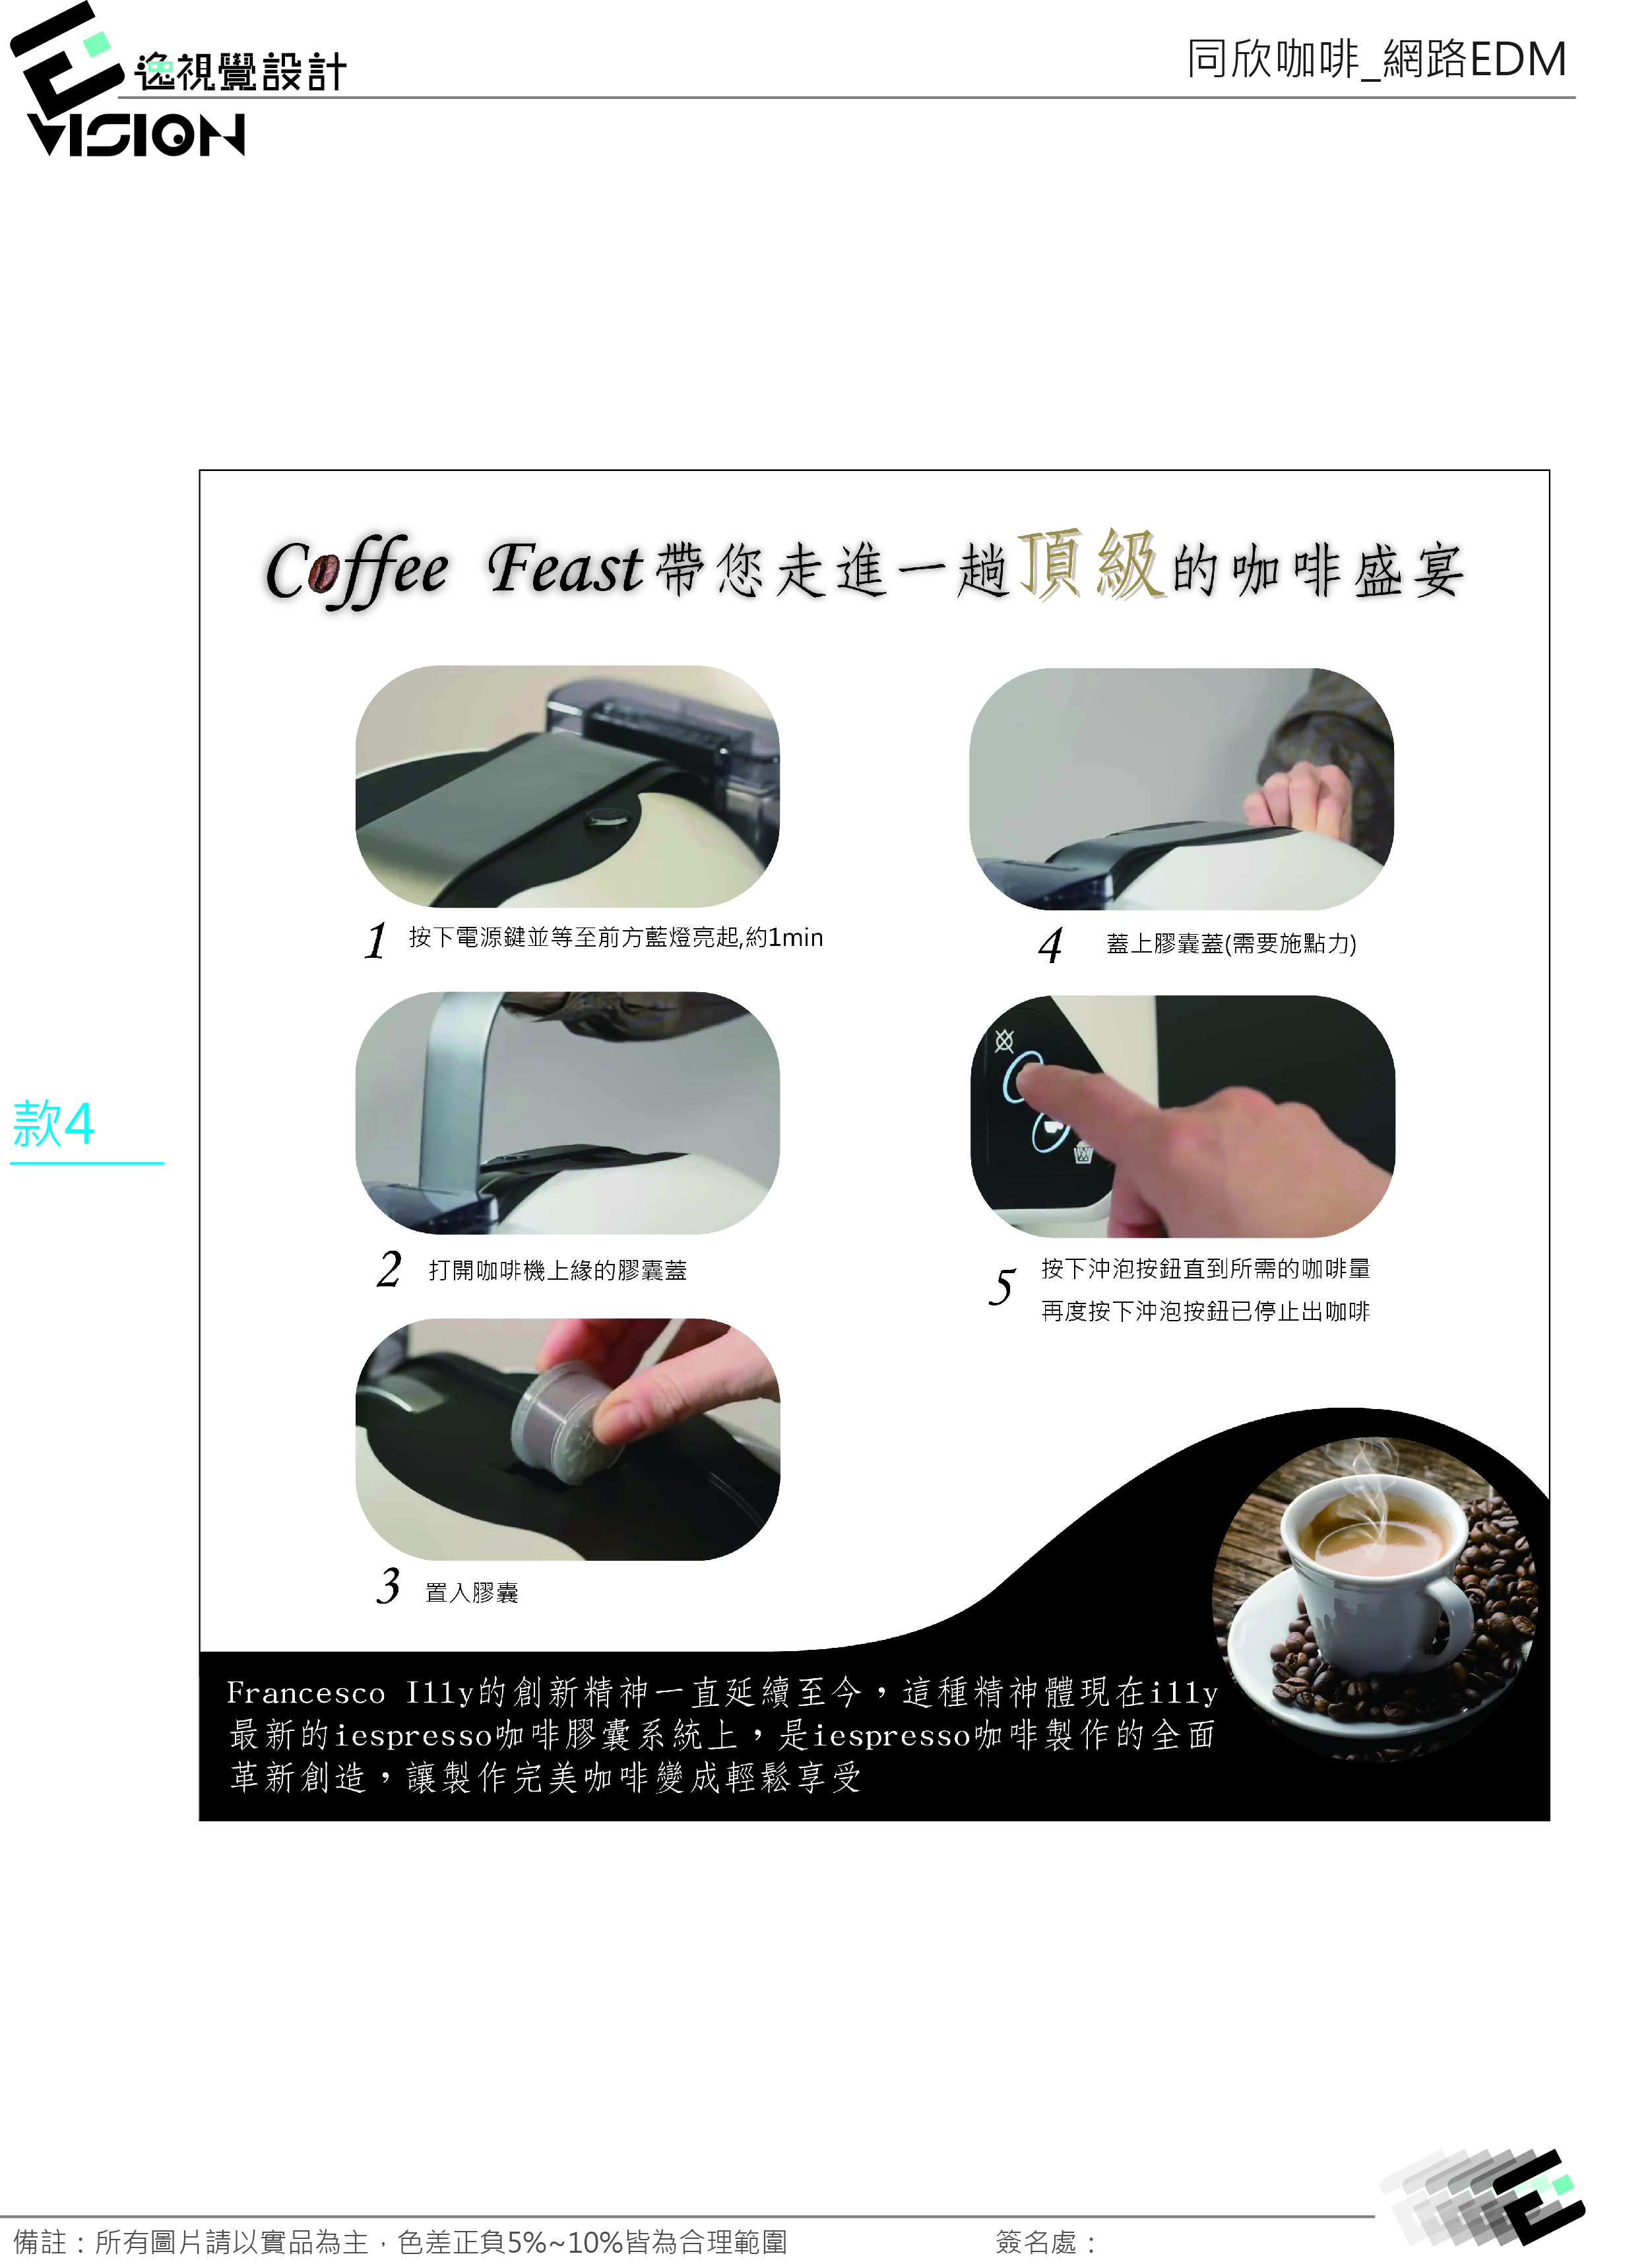 逸視覺設計
VISION
同欣咖啡_網路EDM
Coffee Feast帶您走進一趟頂級的咖啡盛宴
1 按下電源鍵並等至前方藍燈亮起,約1min
2 打開咖啡機上緣的膠囊蓋
3 置入膠囊
4 蓋上膠囊蓋(需要施點力)
5 按下沖泡按鈕直到所需的咖啡量
再度按下沖泡按鈕已停止出咖啡
款4
Francesco Illy的創新精神一直延續至今，這種精神體現在illy
最新的iespresso咖啡膠囊系統上，是iespresso咖啡製作的全面
革新創造，讓製作完美咖啡變成輕鬆享受
備註：所有圖片請以實品為主，色差正負5%~10%皆為合理範圍
簽名處：